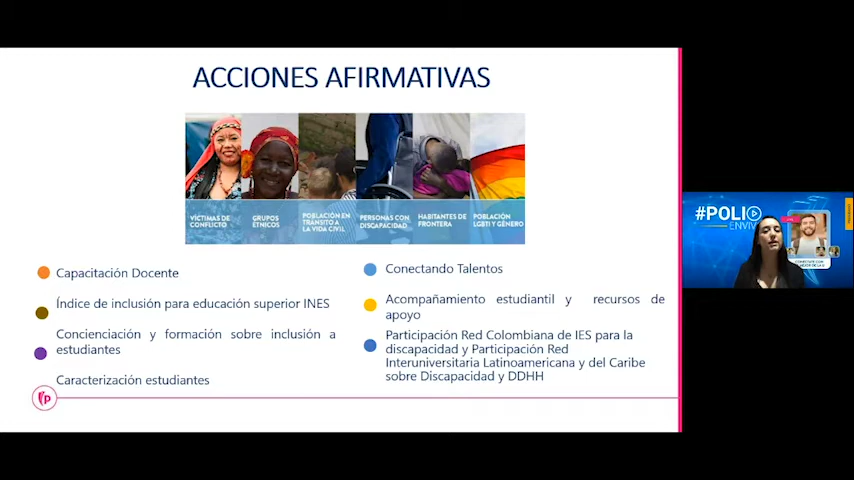 ACCIONES AFIRMATIVAS
VÍCTIMAS DE
CONFLICTO
GRUPOS
ÉTNICOS
POBLACIÓN EN
TRÁNSITO A
LA VIDA CIVIL
PERSONAS CON
DISCAPACIDAD
HABITANTES DE
FRONTERA
POBLACIÓN
LGBTI Y GÉNERO
Capacitación Docente
Índice de inclusión para educación superior INES
Concienciación y formación sobre inclusión a
estudiantes
Caracterización estudiantes
Conectando Talentos
Acompañamiento estudiantil y recursos de
apoyo
Participación Red Colombiana de IES para la
discapacidad y Participación Red
Interuniversitaria Latinoamericana y del Caribe
sobre Discapacidad y DDHH
p
#POLI
ENVIV